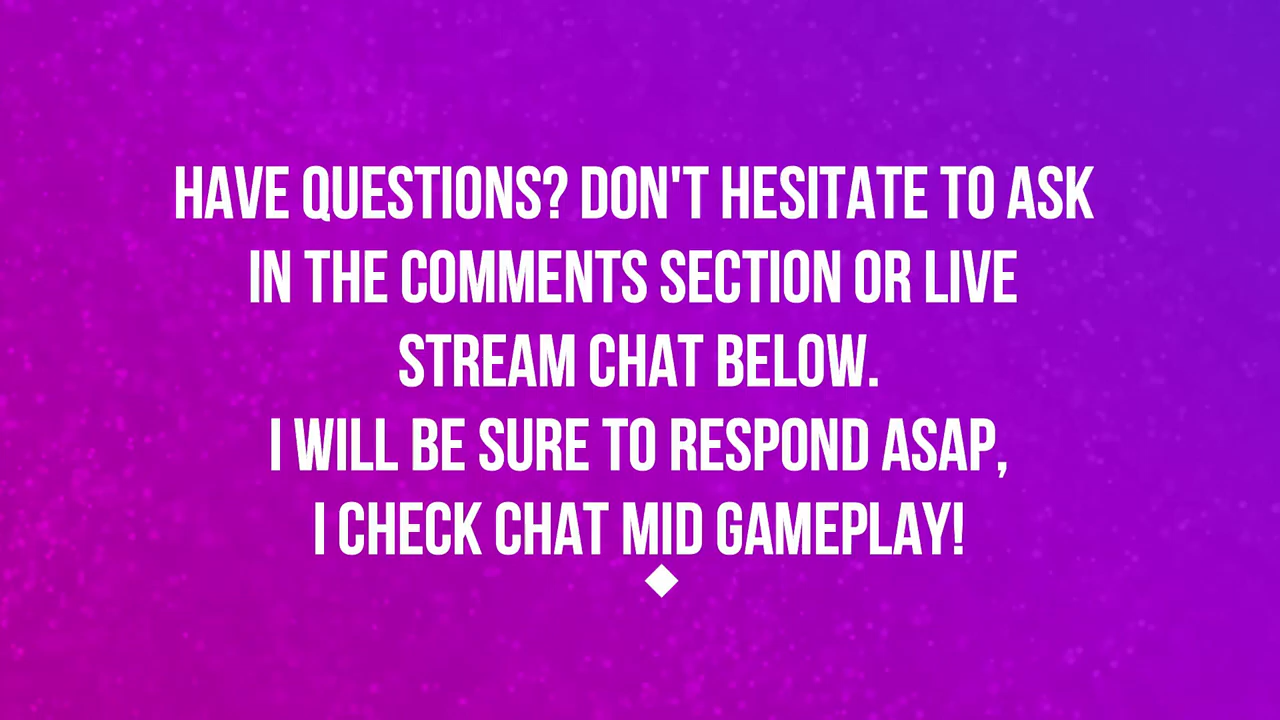 HAVE QUESTIONS? DON'T HESITATE TO ASK
IN THE COMMENTS SECTION OR LIVE
STREAM CHAT BELOW.
I WILL BE SURE TO RESPOND ASAP,
I CHECK CHAT MID GAMEPLAY!